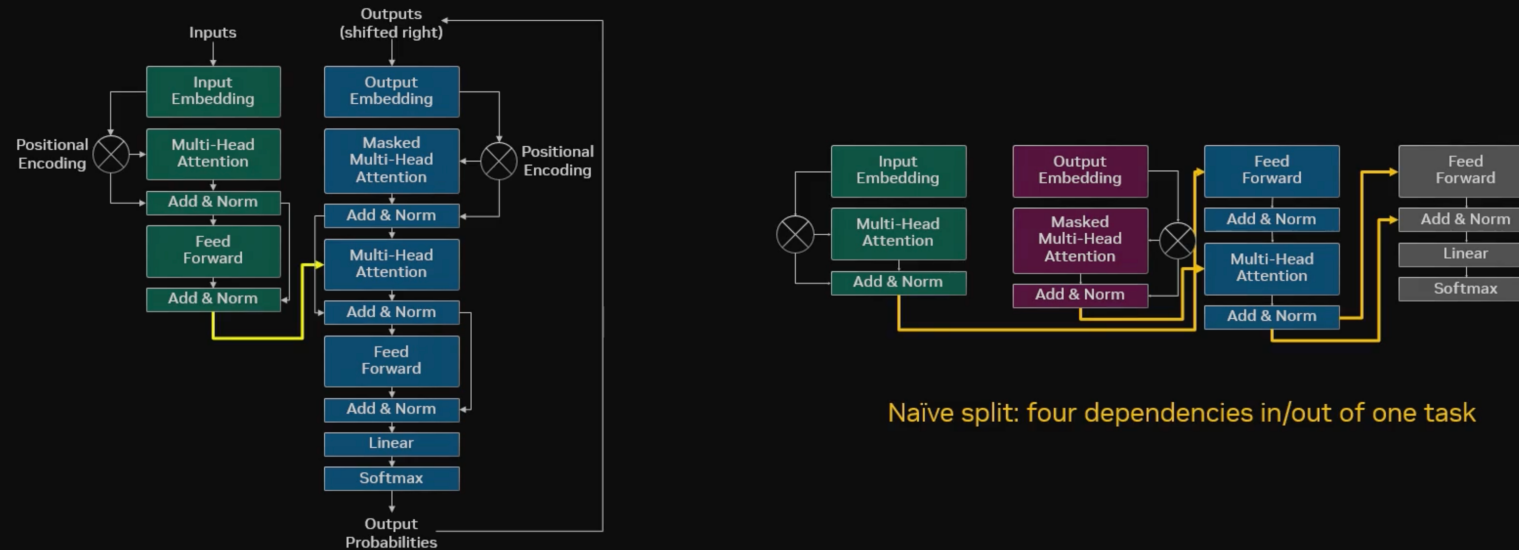 Inputs
Outputs
(shifted right)
Input
Embedding
Positional
Encoding
Multi-Head
Attention
Add & Norm
Feed
Forward
Add & Norm
Output
Embedding
Masked
Multi-Head
Attention
Positional
Encoding
Add & Norm
Multi-Head
Attention
Add & Norm
Feed
Forward
Add & Norm
Linear
Softmax
Output
Probabilities
Input
Embedding
Multi-Head
Attention
Add & Norm
Output
Embedding
Masked
Multi-Head
Attention
Add & Norm
Feed
Forward
Add & Norm
Multi-Head
Attention
Add & Norm
Feed
Forward
Add & Norm
Linear
Softmax
Naïve split: four dependencies in/out of one task